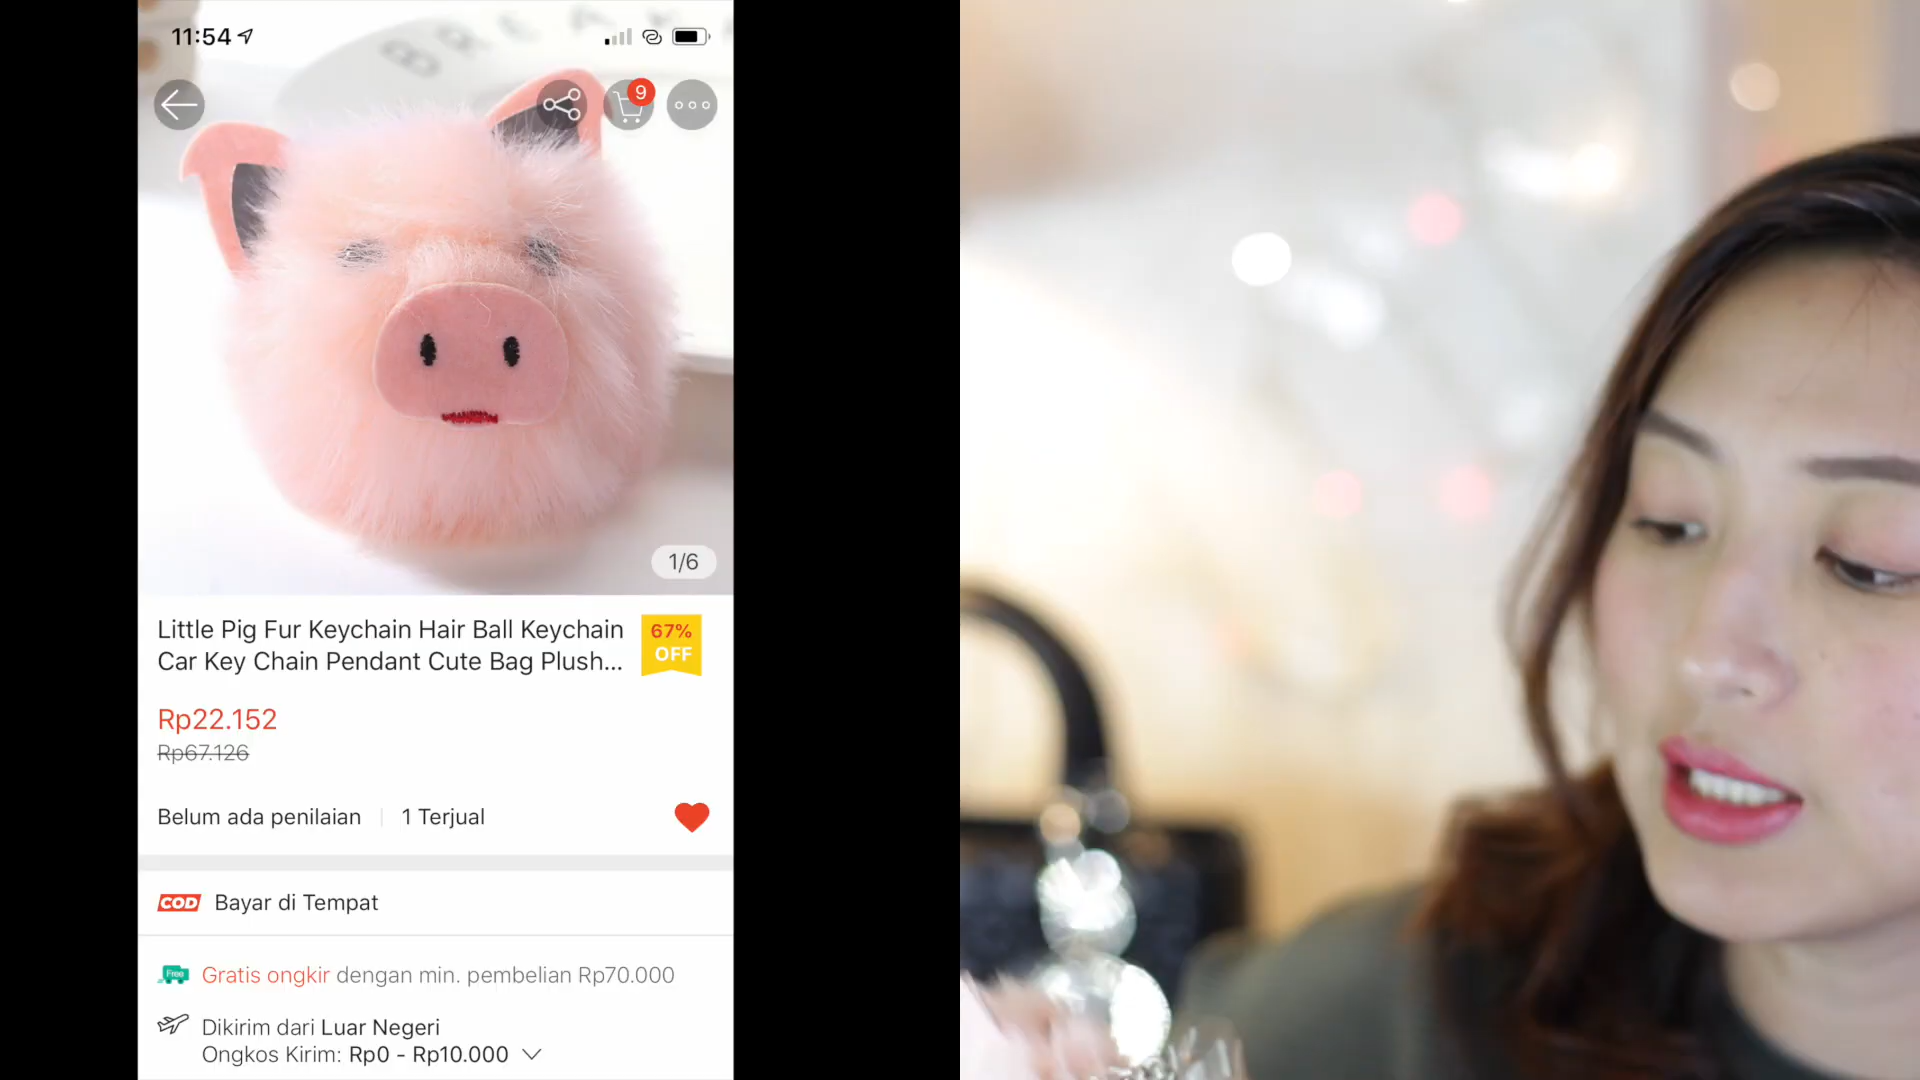 11:54
9
1/6
Little Pig Fur Keychain Hair Ball Keychain
Car Key Chain Pendant Cute Bag Plush...
67%
OFF
Rp22.152
Rp67.126
Belum ada penilaian
1 Terjual
COD Bayar di Tempat
Free Gratis ongkir dengan min. pembelian Rp70.000
Dikirim dari Luar Negeri
Ongkos Kirim: Rp0 - Rp10.000